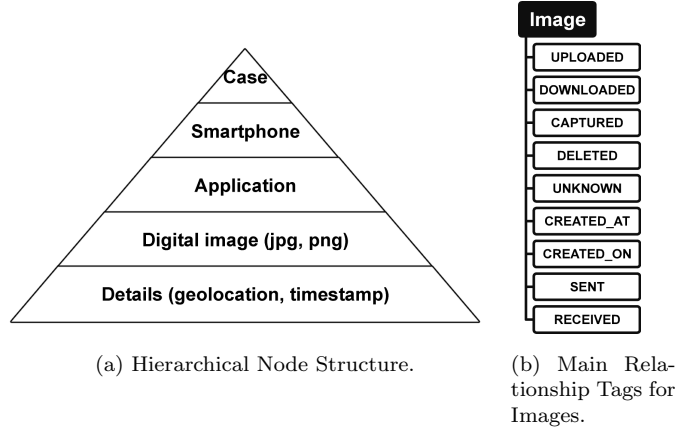 Case
Smartphone
Application
Digital image (jpg, png)
Details (geolocation, timestamp)
(a) Hierarchical Node Structure.
Image
UPLOADED
DOWNLOADED
CAPTURED
DELETED
UNKNOWN
CREATED_AT
CREATED_ON
SENT
RECEIVED
(b) Main Rela-
tionship Tags for
Images.